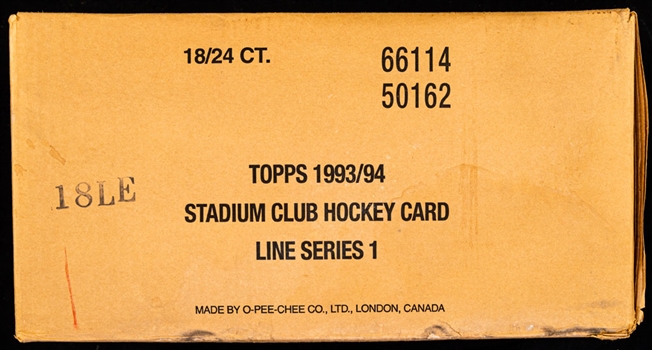 18/24 CT.
66114
50162
TOPPS 1993/94
18LE
STADIUM CLUB HOCKEY CARD
LINE SERIES 1
MADE BY O-PEE-CHEE CO., LTD., LONDON, CANADA